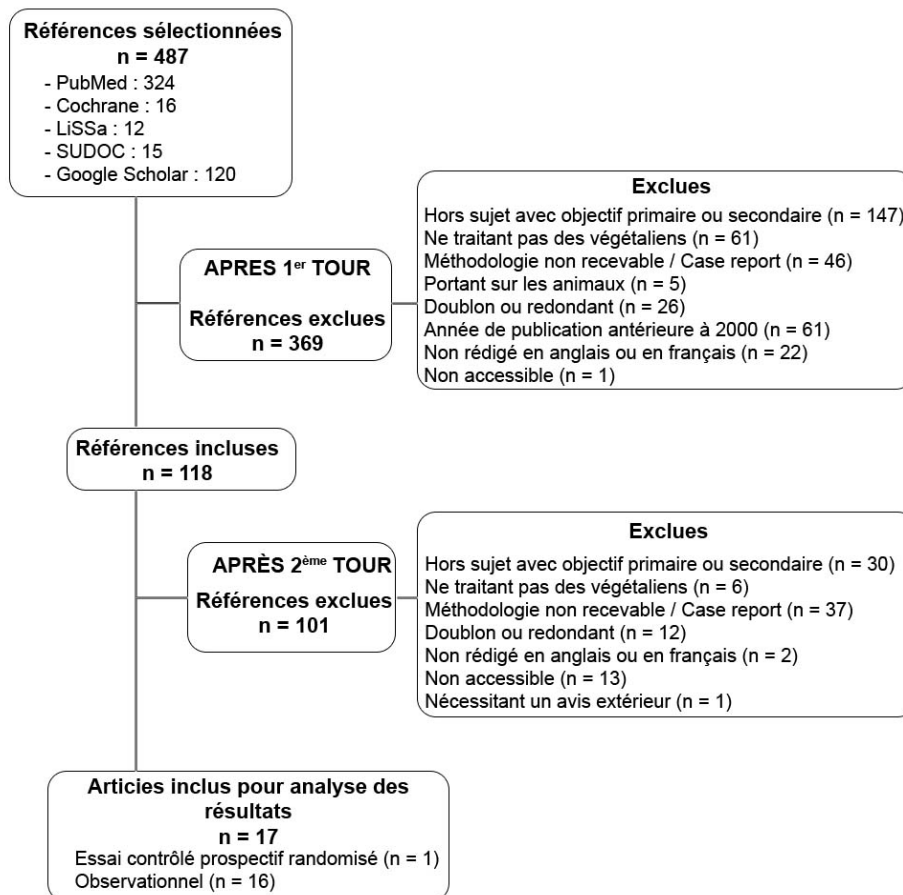 Références sélectionnées
n = 487
- PubMed : 324
- Cochrane : 16
- LiSSa : 12
- SUDOC : 15
- Google Scholar : 120
APRES 1er TOUR
Références exclues
n = 369
Exclues
Hors sujet avec objectif primaire ou secondaire (n = 147)
Ne traitant pas des végétaliens (n = 61)
Méthodologie non recevable / Case report (n = 46)
Portant sur les animaux (n = 5)
Doublon ou redondant (n = 26)
Année de publication antérieure à 2000 (n = 61)
Non rédigé en anglais ou en français (n = 22)
Non accessible (n = 1)
Références incluses
n = 118
APRÈS 2ème TOUR
Références exclues
n = 101
Exclues
Hors sujet avec objectif primaire ou secondaire (n = 30)
Ne traitant pas des végétaliens (n = 6)
Méthodologie non recevable / Case report (n = 37)
Doublon ou redondant (n = 12)
Non rédigé en anglais ou en français (n = 2)
Non accessible (n = 13)
Nécessitant un avis extérieur (n = 1)
Articies inclus pour analyse des
résultats
n = 17
Essai contrôlé prospectif randomisé (n = 1)
Observationnel (n = 16)